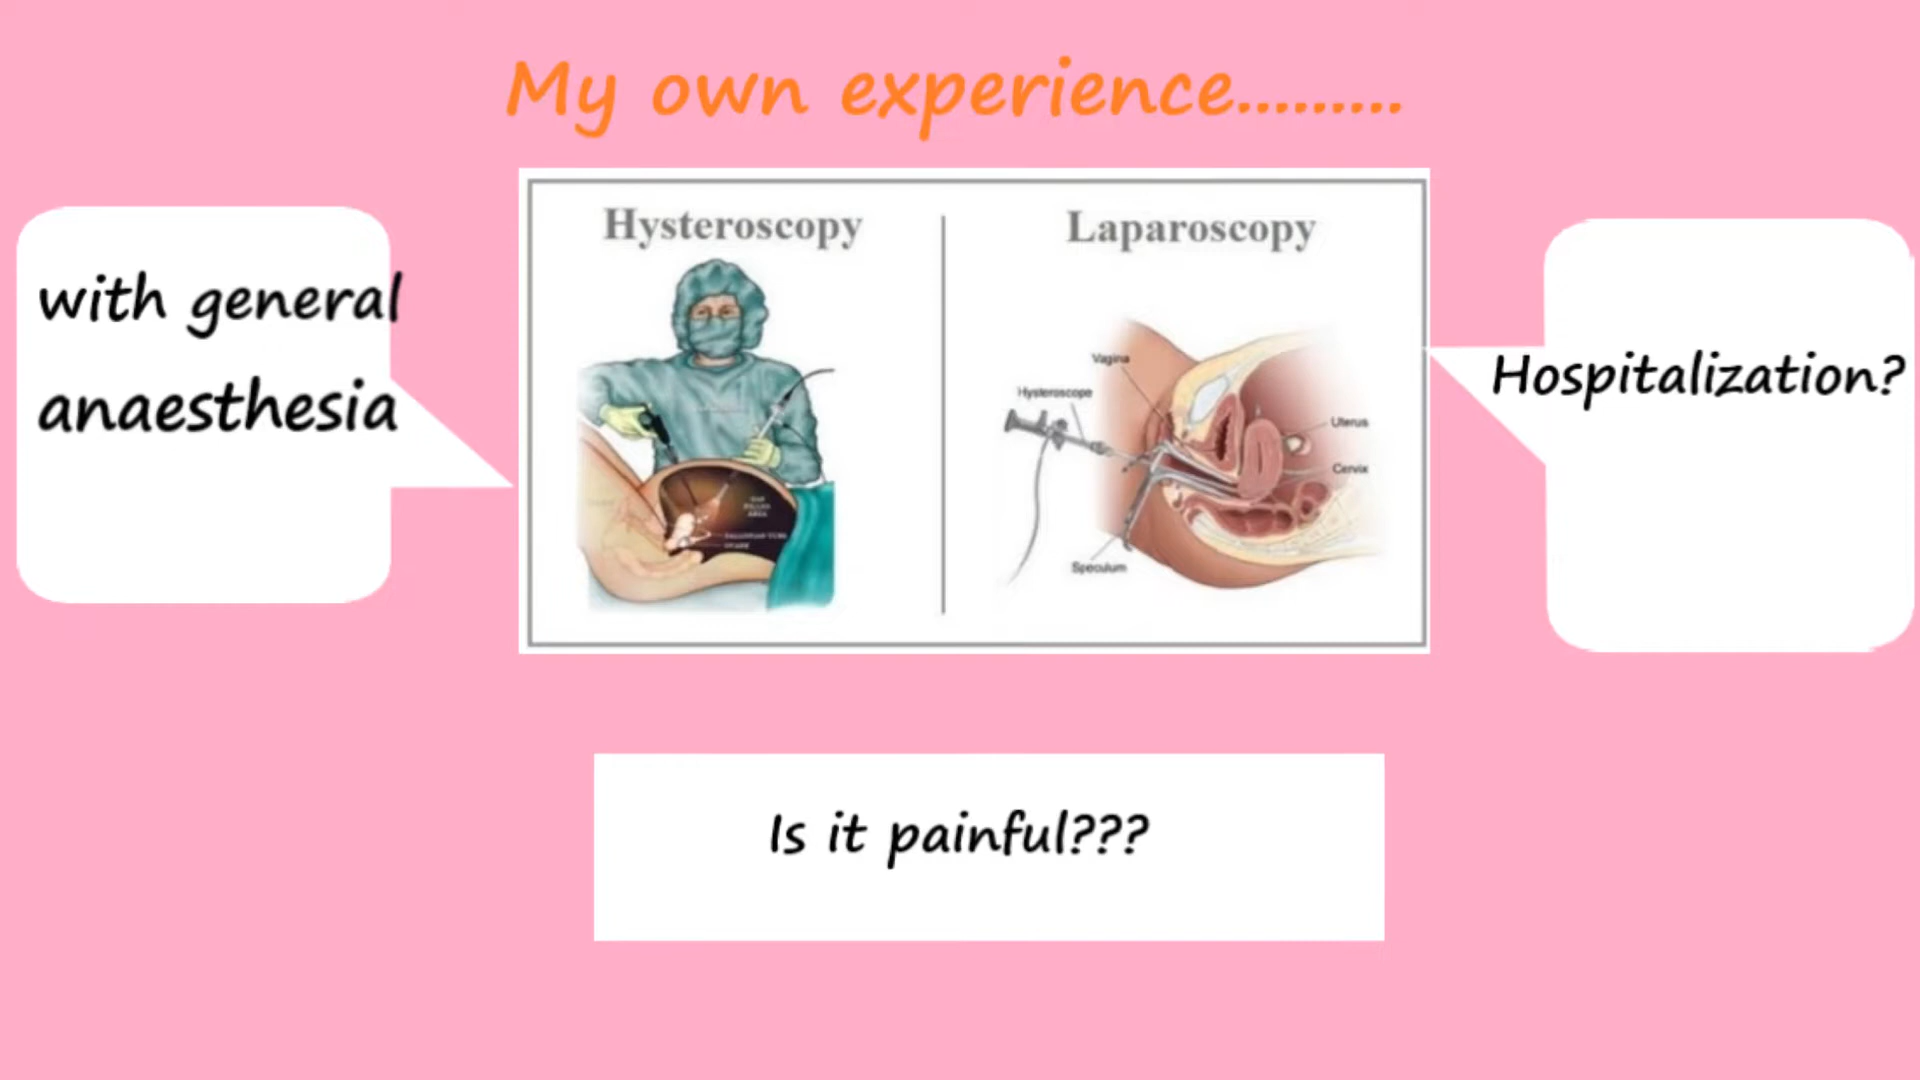 My own experience.........
with general
anaesthesia
Hysteroscopy
Laparoscopy
Vagina
Hysteroscope
Uterus
Cervix
Speculum
Hospitalization?
Is it painful???